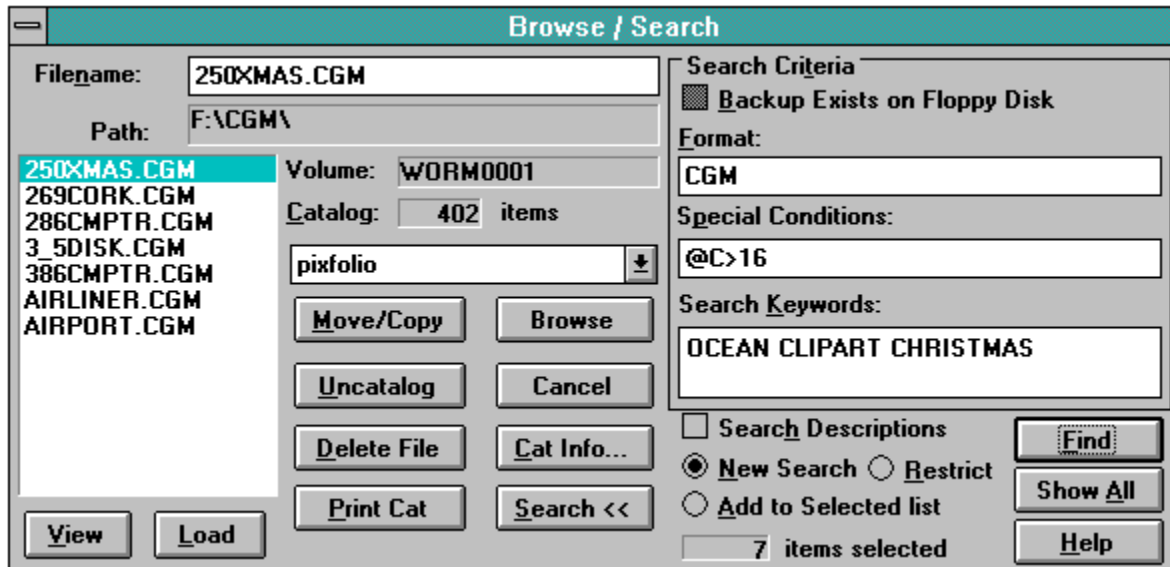 Browse / Search
Filename:
250XMAS.CGM
Path:
F:\CGM\
250XMAS.CGM
269CORK.CGM
286CMPTR.CGM
3_5DISK.CGM
386CMPTR.CGM
AIRLINER.CGM
AIRPORT.CGM
View
Load
Volume:
WORM0001
Catalog:
402 items
pixfolio
Move/Copy
Browse
Uncatalog
Cancel
Delete File
Cat Info...
Print Cat
Search <<
Search Criteria
Backup Exists on Floppy Disk
Format:
CGM
Special Conditions:
@C>16
Search Keywords:
OCEAN CLIPART CHRISTMAS
Search Descriptions
New Search
Restrict
Add to Selected list
7 items selected
Find
Show All
Help